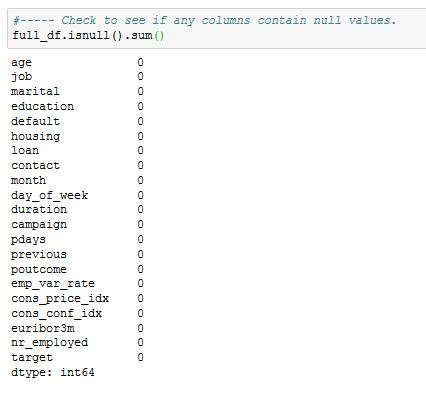 #----- Check to see if any columns contain null values.
full_df.isnull().sum()
age 0
job 0
marital 0
education 0
default 0
housing 0
loan 0
contact 0
month 0
day_of_week 0
duration 0
campaign 0
pdays 0
previous 0
poutcome 0
emp_var_rate 0
cons_price_idx 0
cons_conf_idx 0
euribor3m 0
nr_employed 0
target 0
dtype: int64